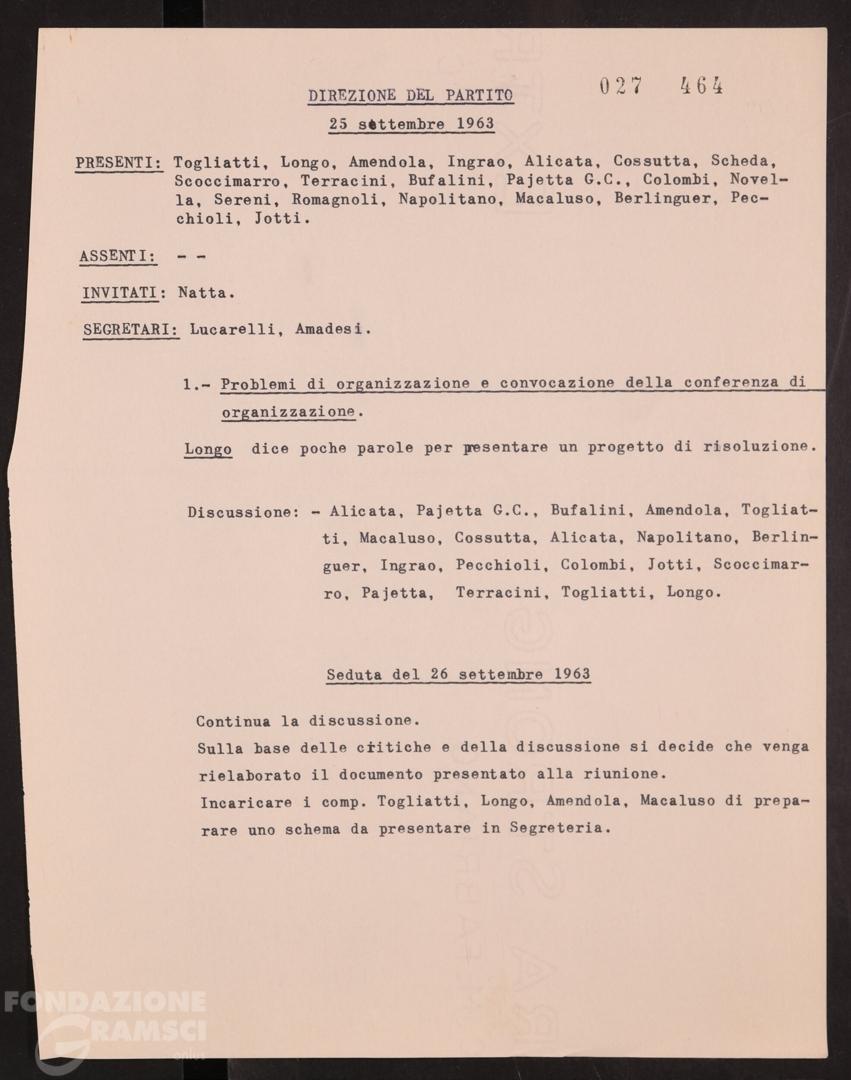 027 464
DIREZIONE DEL PARTITO
25 settembre 1963
PRESENTI: Togliatti, Longo, Amendola, Ingrao, Alicata, Cossutta, Scheda,
Scoccimarro, Terracini, Bufalini, Pajetta G.C., Colombi, Novel-
la, Sereni, Romagnoli, Napolitano, Macaluso, Berlinguer, Pec-
chioli, Jotti.
ASSENTI: - -
INVITATI: Natta.
SEGRETARI: Lucarelli, Amadesi.
1.- Problemi di organizzazione e convocazione della conferenza di
organizzazione.
Longo dice poche parole per presentare un progetto di risoluzione.
Discussione: - Alicata, Pajetta G.C., Bufalini, Amendola, Togliat-
ti, Macaluso, Cossutta, Alicata, Napolitano, Berlin-
guer, Ingrao, Pecchioli, Colombi, Jotti, Scoccimar-
ro, Pajetta, Terracini, Togliatti, Longo.
Seduta del 26 settembre 1963
Continua la discussione.
Sulla base delle critiche e della discussione si decide che venga
rielaborato il documento presentato alla riunione.
Incaricare i comp. Togliatti, Longo, Amendola, Macaluso di prepa-
rare uno schema da presentare in Segreteria.
FONDAZIONE
GRAMSCI
onlus